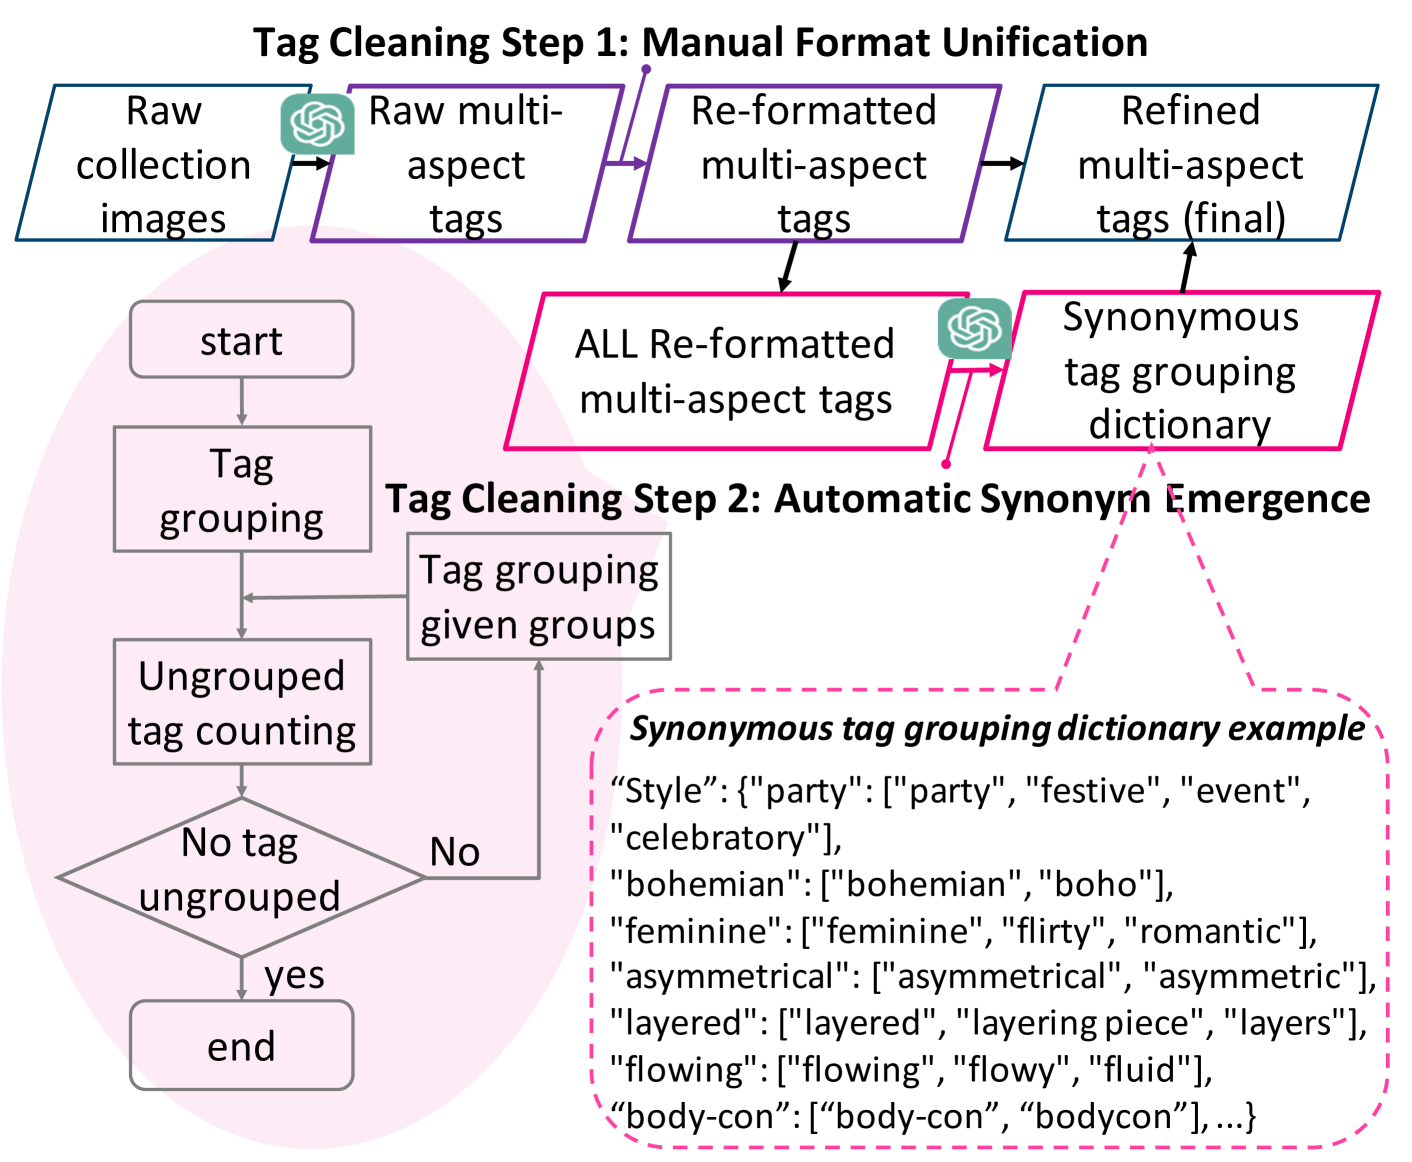 Tag Cleaning Step 1: Manual Format Unification
Raw
collection
images
Raw multi-
aspect
tags
Re-formatted
multi-aspect
tags
Refined
multi-aspect
tags (final)
ALL Re-formatted
multi-aspect tags
Synonymous
tag grouping
dictionary
Tag Cleaning Step 2: Automatic Synonym Emergence
start
Tag
grouping
Tag grouping
given groups
Ungrouped
tag counting
No tag
ungrouped
No
yes
end
Synonymous tag grouping dictionary example
“Style”: {"party": ["party", "festive", "event",
"celebratory"],
"bohemian": ["bohemian", "boho"],
"feminine": ["feminine", "flirty", "romantic"],
"asymmetrical": ["asymmetrical", "asymmetric"],
"layered": ["layered", "layering piece", "layers"],
"flowing": ["flowing", "flowy", "fluid"],
“body-con”: [“body-con”, “bodycon”], ...}